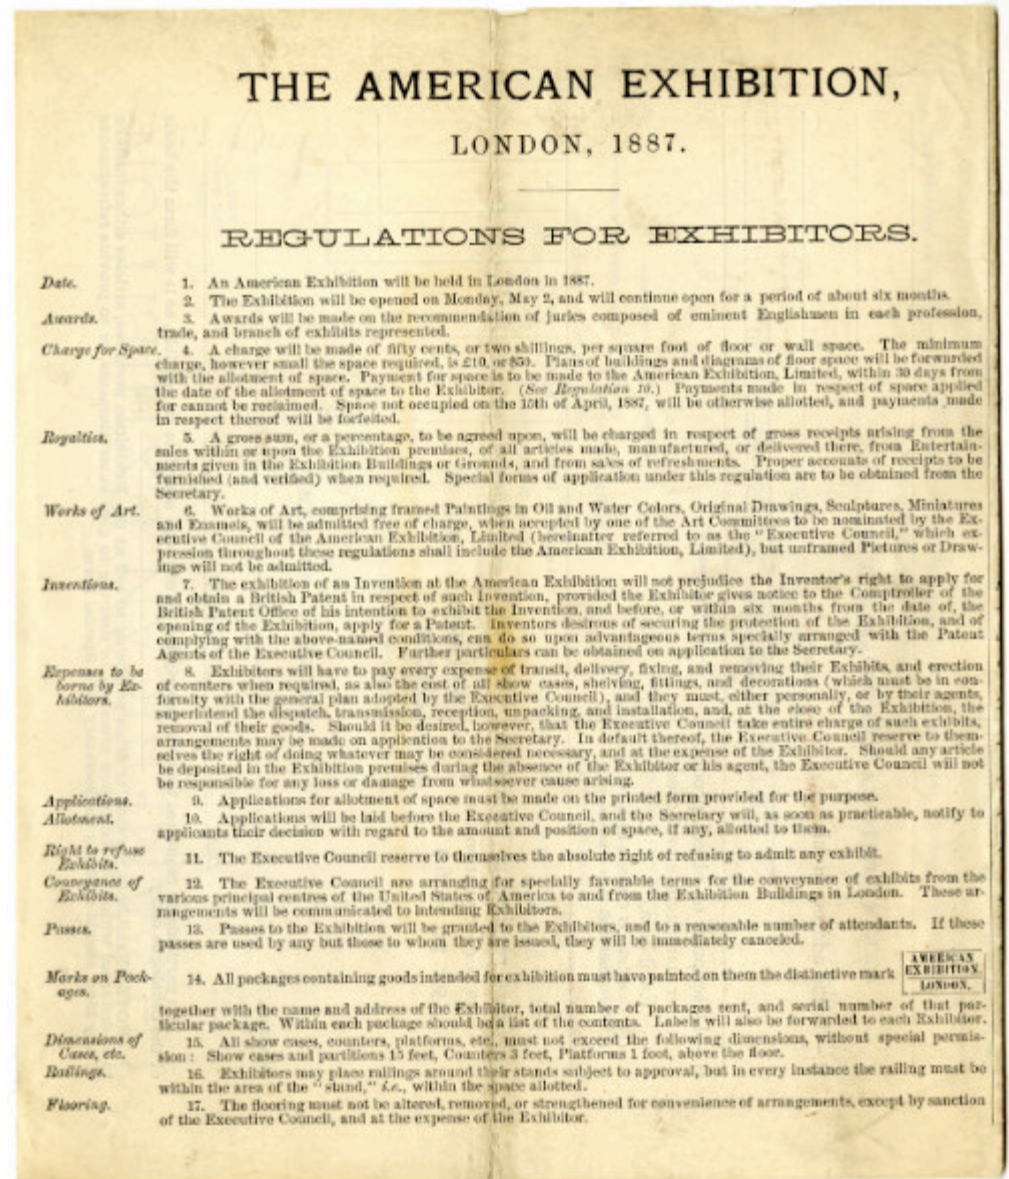 THE AMERICAN EXHIBITION,
LONDON, 1887.
REGULATIONS FOR EXHIBITORS.
Date. 1. An American Exhibition will be held in London in 1887.
2. The Exhibition will be opened on Monday, May 2, and will continue open for a period of about six months.
Awards. 3. Awards will be made on the recommendation of juries composed of eminent Englishmen in each profession,
trade, and branch of exhibits represented.
Charge for Space. 4. A charge will be made of fifty cents, or two shillings, per square foot of floor or wall space. The minimum
charge, however small the space required, is £10, or $50. Plans of buildings and diagrams of floor space will be forwarded
with the allotment of space. Payment for space is to be made to the American Exhibition, Limited, within 30 days from
the date of the allotment of space to the Exhibitor. (See Regulation 10.) Payments made in respect of space applied
for cannot be reclaimed. Space not occupied on the 15th of April, 1887, will be otherwise allotted, and payments made
in respect thereof will be forfeited.
Royalties. 5. A gross sum, or a percentage, to be agreed upon, will be charged in respect of gross receipts arising from the
sales within or upon the Exhibition premises, of all articles made, manufactured, or delivered there, from Entertain-
ments given in the Exhibition Buildings or Grounds, and from sales of refreshments. Proper accounts of receipts to be
furnished (and verified) when required. Special forms of application under this regulation are to be obtained from the
Secretary.
Works of Art. 6. Works of Art, comprising framed Paintings in Oil and Water Colors, Original Drawings, Sculptures, Miniatures
and Enamels, will be admitted free of charge, when accepted by one of the Art Committees to be nominated by the Ex-
ecutive Council of the American Exhibition, Limited (hereinafter referred to as the "Executive Council," which ex-
pression throughout these regulations shall include the American Exhibition, Limited), but unframed Pictures or Draw-
ings will not be admitted.
Inventions. 7. The exhibition of an Invention at the American Exhibition will not prejudice the Inventor's right to apply for
and obtain a British Patent in respect of such Invention, provided the Exhibitor gives notice to the Comptroller of the
British Patent Office of his intention to exhibit the Invention, and before, or within six months from the date of, the
opening of the Exhibition, apply for a Patent. Inventors desirous of securing the protection of the Exhibition, and of
complying with the above-named conditions, can do so upon advantageous terms specially arranged with the Patent
Agents of the Executive Council. Further particulars can be obtained on application to the Secretary.
Expenses to be 8. Exhibitors will have to pay every expense of transit, delivery, fixing, and removing their Exhibits, and erection
borne by Ex- of counters when required, as also the cost of all show cases, shelving, fittings, and decorations (which must be in con-
hibitors. formity with the general plan adopted by the Executive Council), and they must, either personally, or by their agents,
superintend the dispatch, transmission, reception, unpacking, and installation, and, at the close of the Exhibition, the
removal of their goods. Should it be desired, however, that the Executive Council take entire charge of such exhibits,
arrangements may be made on application to the Secretary. In default thereof, the Executive Council reserve to them-
selves the right of doing whatever may be considered necessary, and at the expense of the Exhibitor. Should any article
be deposited in the Exhibition premises during the absence of the Exhibitor or his agent, the Executive Council will not
be responsible for any loss or damage from whatsoever cause arising.
Applications. 9. Applications for allotment of space must be made on the printed form provided for the purpose.
Allotment. 10. Applications will be laid before the Executive Council, and the Secretary will, as soon as practicable, notify to
applicants their decision with regard to the amount and position of space, if any, allotted to them.
Right to refuse
Exhibits. 11. The Executive Council reserve to themselves the absolute right of refusing to admit any exhibit.
Conveyance of 12. The Executive Council are arranging for specially favorable terms for the conveyance of exhibits from the
Exhibits. various principal centres of the United States of America to and from the Exhibition Buildings in London. These ar-
rangements will be communicated to intending Exhibitors.
Passes. 13. Passes to the Exhibition will be granted to the Exhibitors, and to a reasonable number of attendants. If these
passes are used by any but those to whom they are issued, they will be immediately canceled.
Marks on Pack-
ages. 14. All packages containing goods intended for exhibition must have painted on them the distinctive mark
AMERICAN
EXHIBITION.
LONDON.
together with the name and address of the Exhibitor, total number of packages sent, and serial number of that par-
ticular package. Within each package should be a list of the contents. Labels will also be forwarded to each Exhibitor.
Dimensions of 15. All show cases, counters, platforms, etc., must not exceed the following dimensions, without special permis-
Cases, etc. sion: Show cases and partitions 15 feet, Counters 3 feet, Platforms 1 foot, above the floor.
Railings. 16. Exhibitors may place railings around their stands subject to approval, but in every instance the railing must be
within the area of the "stand," i.e., within the space allotted.
Flooring. 17. The flooring must not be altered, removed, or strengthened for convenience of arrangements, except by sanction
of the Executive Council, and at the expense of the Exhibitor.